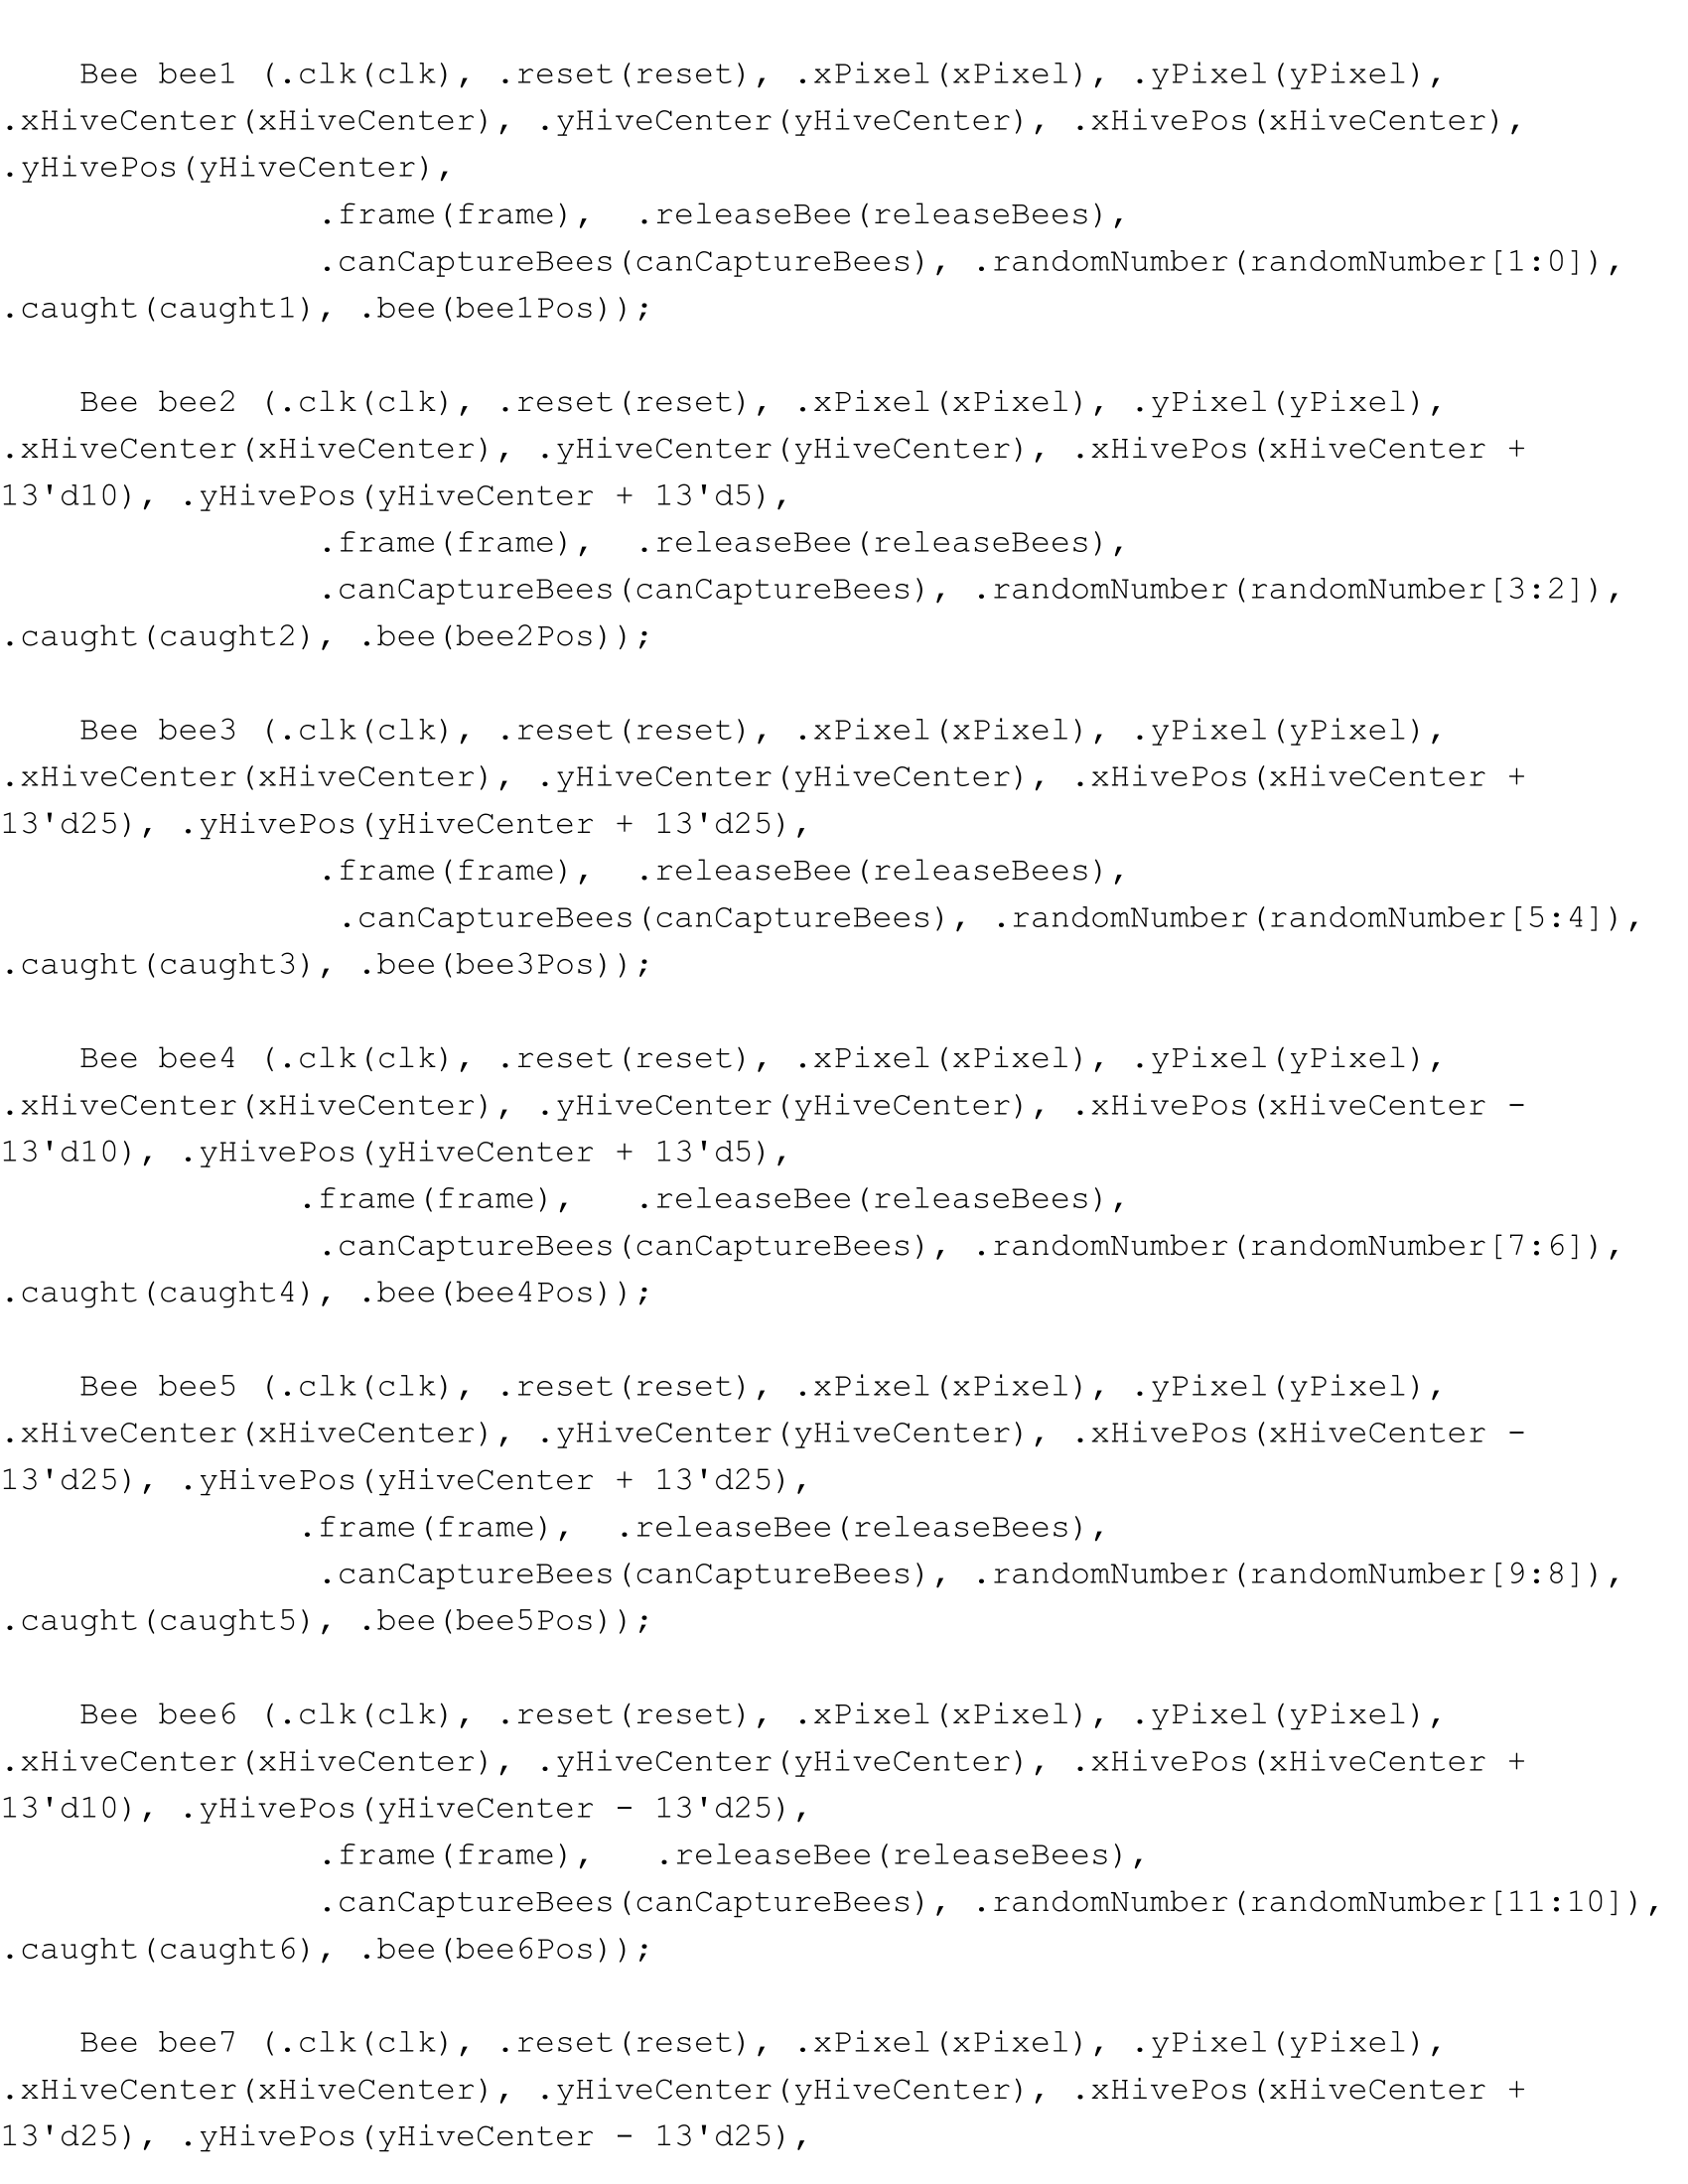 Bee bee1 (.clk(clk), .reset(reset), .xPixel(xPixel), .yPixel(yPixel),
.xHiveCenter(xHiveCenter), .yHiveCenter(yHiveCenter), .xHivePos(xHiveCenter),
.yHivePos(yHiveCenter),
.frame(frame),  .releaseBee(releaseBees),
.canCaptureBees(canCaptureBees), .randomNumber(randomNumber[1:0]),
.caught(caught1), .bee(bee1Pos));
Bee bee2 (.clk(clk), .reset(reset), .xPixel(xPixel), .yPixel(yPixel),
.xHiveCenter(xHiveCenter), .yHiveCenter(yHiveCenter), .xHivePos(xHiveCenter +
13'd10), .yHivePos(yHiveCenter + 13'd5),
.frame(frame),  .releaseBee(releaseBees),
.canCaptureBees(canCaptureBees), .randomNumber(randomNumber[3:2]),
.caught(caught2), .bee(bee2Pos));
Bee bee3 (.clk(clk), .reset(reset), .xPixel(xPixel), .yPixel(yPixel),
.xHiveCenter(xHiveCenter), .yHiveCenter(yHiveCenter), .xHivePos(xHiveCenter +
13'd25), .yHivePos(yHiveCenter + 13'd25),
.frame(frame),  .releaseBee(releaseBees),
.canCaptureBees(canCaptureBees), .randomNumber(randomNumber[5:4]),
.caught(caught3), .bee(bee3Pos));
Bee bee4 (.clk(clk), .reset(reset), .xPixel(xPixel), .yPixel(yPixel),
.xHiveCenter(xHiveCenter), .yHiveCenter(yHiveCenter), .xHivePos(xHiveCenter -
13'd10), .yHivePos(yHiveCenter + 13'd5),
.frame(frame),   .releaseBee(releaseBees),
.canCaptureBees(canCaptureBees), .randomNumber(randomNumber[7:6]),
.caught(caught4), .bee(bee4Pos));
Bee bee5 (.clk(clk), .reset(reset), .xPixel(xPixel), .yPixel(yPixel),
.xHiveCenter(xHiveCenter), .yHiveCenter(yHiveCenter), .xHivePos(xHiveCenter -
13'd25), .yHivePos(yHiveCenter + 13'd25),
.frame(frame),  .releaseBee(releaseBees),
.canCaptureBees(canCaptureBees), .randomNumber(randomNumber[9:8]),
.caught(caught5), .bee(bee5Pos));
Bee bee6 (.clk(clk), .reset(reset), .xPixel(xPixel), .yPixel(yPixel),
.xHiveCenter(xHiveCenter), .yHiveCenter(yHiveCenter), .xHivePos(xHiveCenter +
13'd10), .yHivePos(yHiveCenter - 13'd25),
.frame(frame),   .releaseBee(releaseBees),
.canCaptureBees(canCaptureBees), .randomNumber(randomNumber[11:10]),
.caught(caught6), .bee(bee6Pos));
Bee bee7 (.clk(clk), .reset(reset), .xPixel(xPixel), .yPixel(yPixel),
.xHiveCenter(xHiveCenter), .yHiveCenter(yHiveCenter), .xHivePos(xHiveCenter +
13'd25), .yHivePos(yHiveCenter - 13'd25),